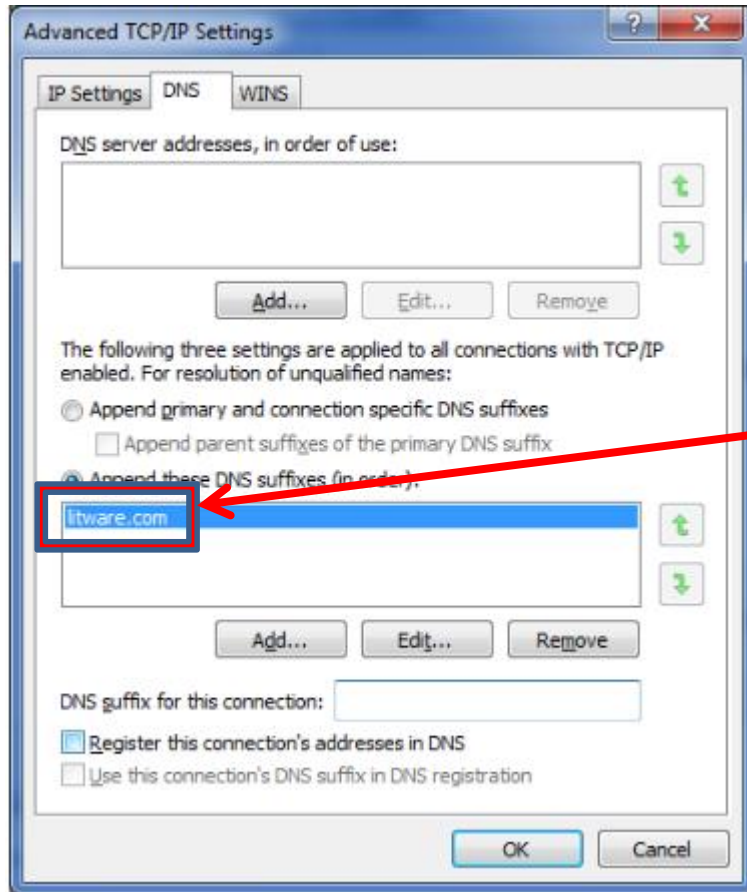 Advanced TCP/IP Settings
?
X
IP Settings DNS WINS
DNS server addresses, in order of use:
Add... Edit... Remove
The following three settings are applied to all connections with TCP/IP
enabled. For resolution of unqualified names:
Append primary and connection specific DNS suffixes
Append parent suffixes of the primary DNS suffix
Append these DNS suffixes (in order):
litware.com
Add... Edit... Remove
DNS suffix for this connection:
Register this connection's addresses in DNS
Use this connection's DNS suffix in DNS registration
OK Cancel